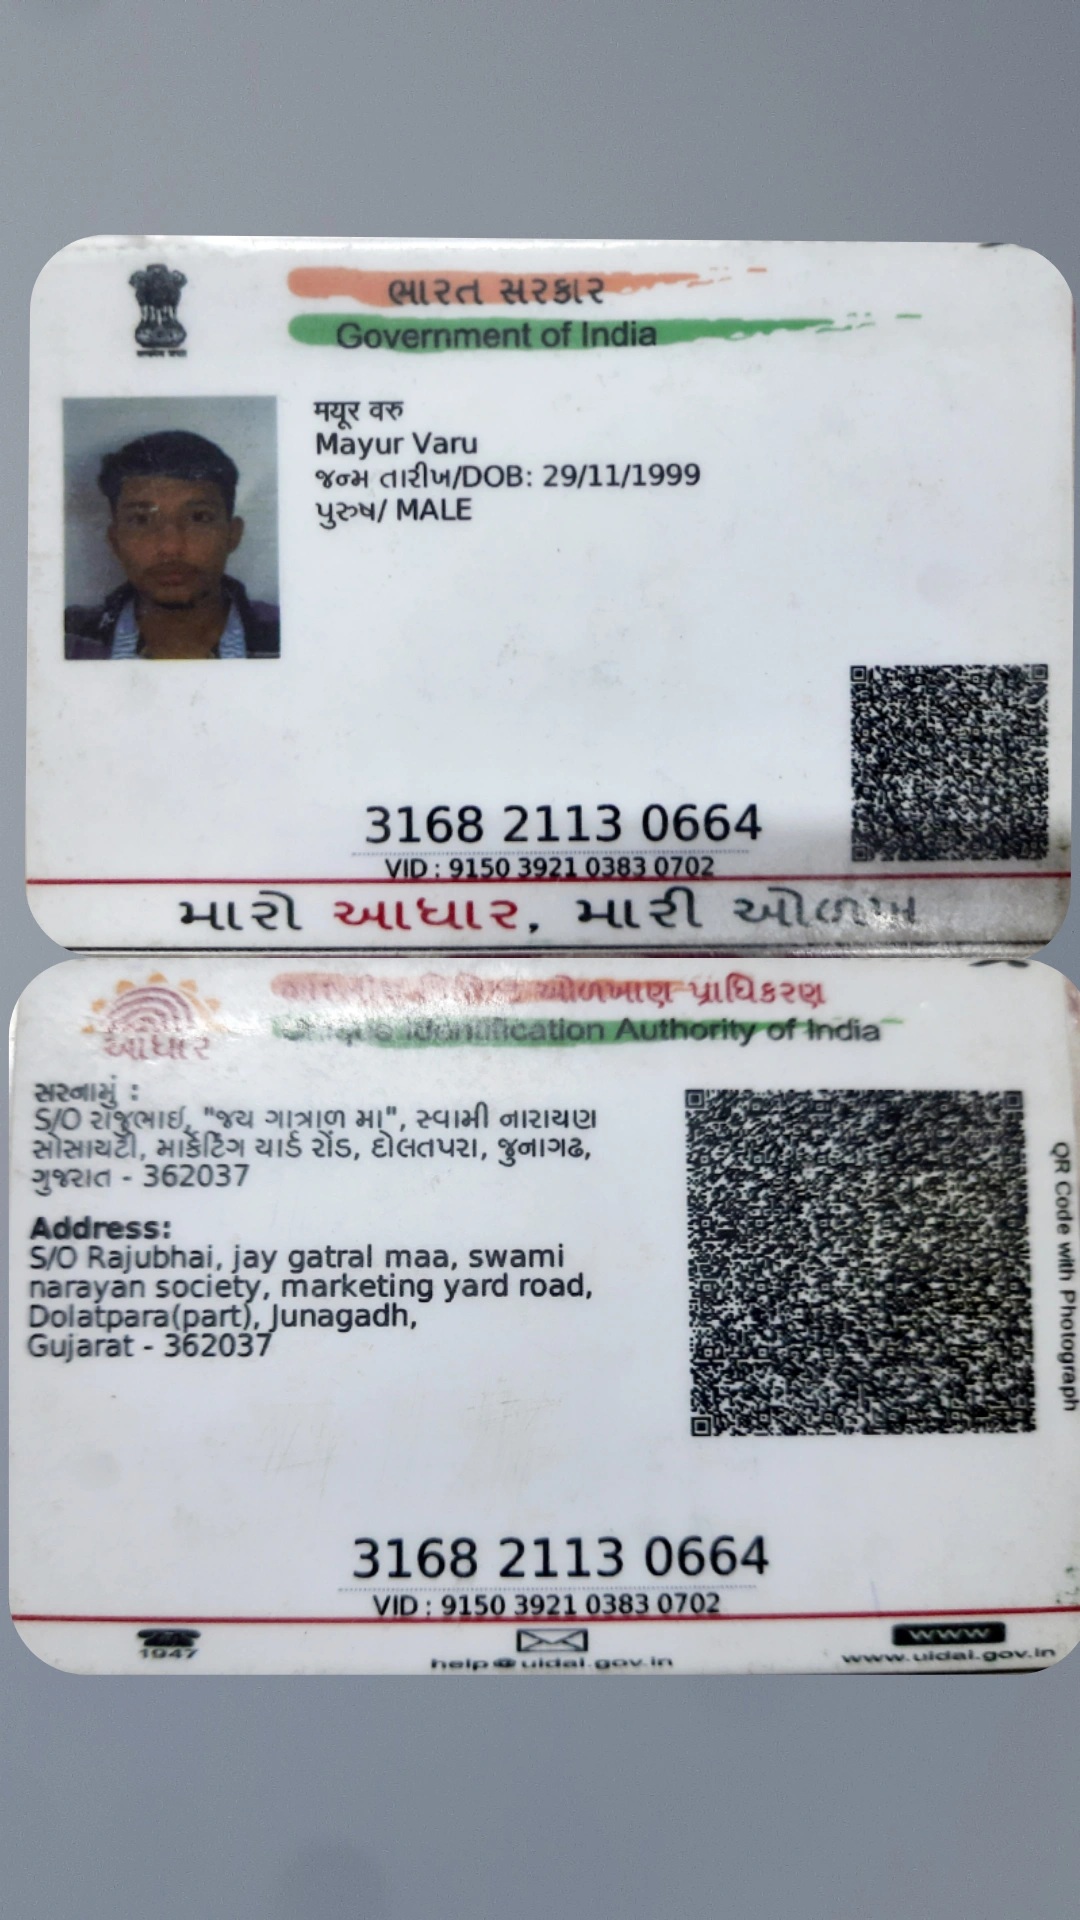 ભારત સરકાર
Government of India
मयूर वरु
Mayur Varu
જન્મ તારીખ/DOB: 29/11/1999
પુરુષ/ MALE
3168 2113 0664
VID : 9150 3921 0383 0702
મારો આધાર, મારી ઓળખ
ઓળખાણ પ્રાધિકરણ
આધાર
Unique Identification Authority of India
સરનામું :
S/O રાજુભાઈ, "જય ગાત્રાળ મા", સ્વામી નારાયણ
સોસાયટી, માર્કેટિંગ યાર્ડ રોડ, દોલતપરા, જુનાગઢ,
ગુજરાત - 362037
Address:
S/O Rajubhai, jay gatral maa, swami
narayan society, marketing yard road,
Dolatpara(part), Junagadh,
Gujarat - 362037
QR Code with Photograph
3168 2113 0664
VID : 9150 3921 0383 0702
1947
help@uidai.gov.in
www
www.uidai.gov.in